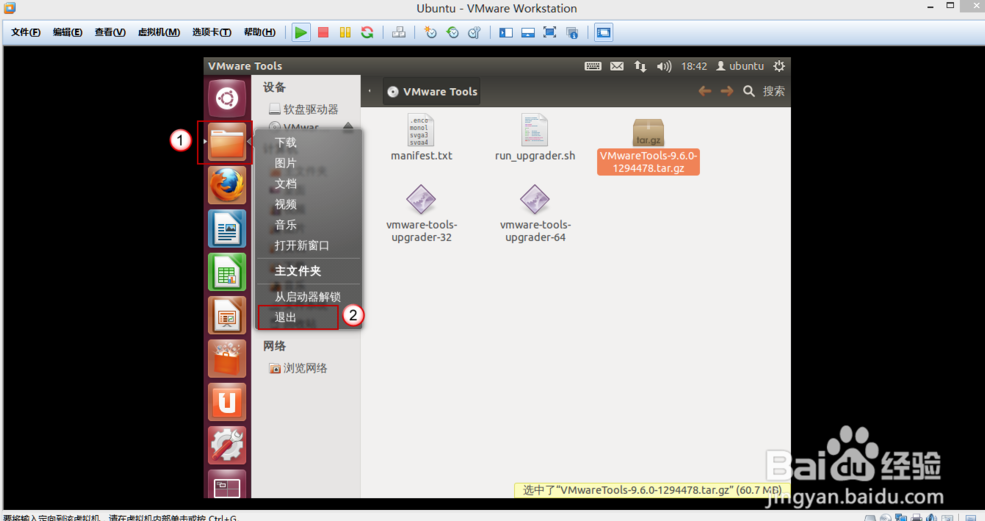 Ubuntu - VMware Workstation
文件(F) 编辑(E) 查看(V) 虚拟机(M) 选项卡(T) 帮助(H)
VMware Tools
18:42 ubuntu
设备
软盘驱动器
VMwar
VMware Tools
搜索
1
下载
图片
文档
视频
音乐
打开新窗口
主文件夹
从启动器解锁
退出
2
网络
浏览网络
manifest.txt
run_upgrader.sh
tar.gz
VMwareTools-9.6.0-
1294478.tar.gz
vmware-tools-
upgrader-32
vmware-tools-
upgrader-64
选中了“VMwareTools-9.6.0-1294478.tar.gz” (60.7 MB)
Baidu 经验
jingyan.baidu.com
要将输入定向到该虚拟机，请在虚拟机内部单击或按 Ctrl+G。